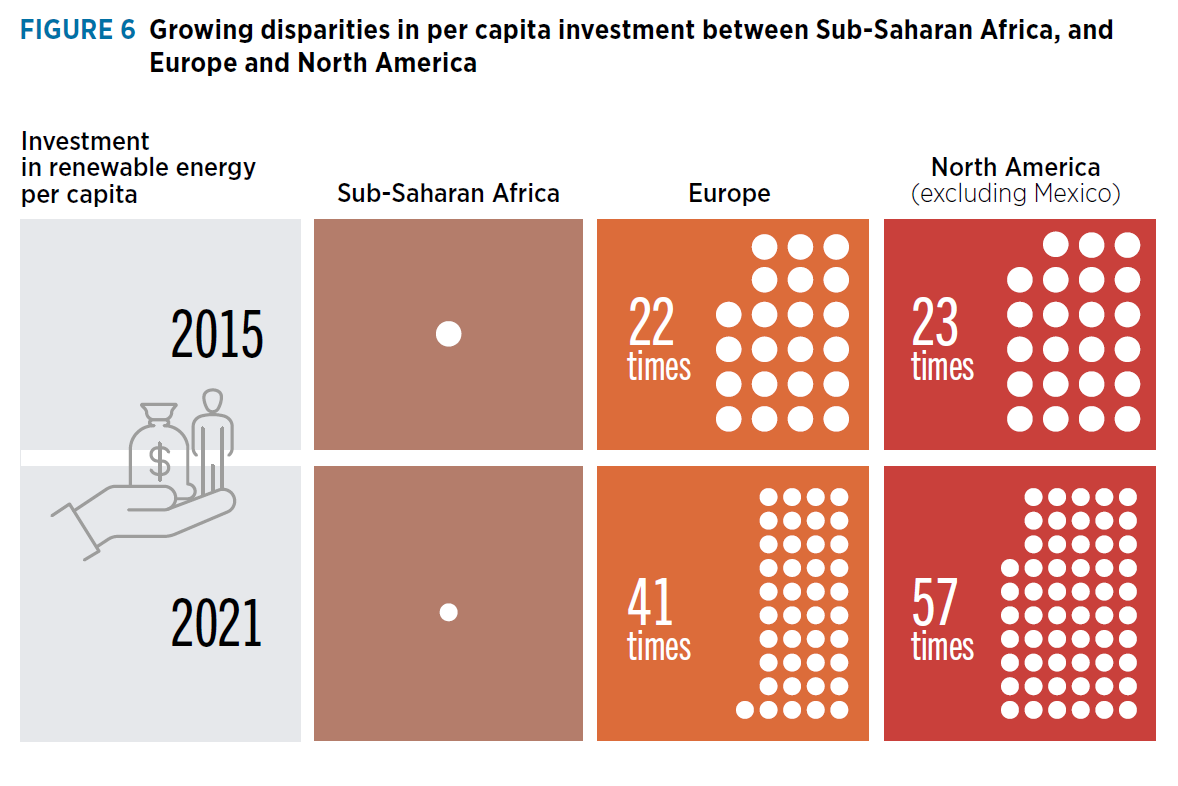 FIGURE 6 Growing disparities in per capita investment between Sub-Saharan Africa, and
Europe and North America
Investment
in renewable energy
per capita
Sub-Saharan Africa
Europe
North America
(excluding Mexico)
2015
22
times
23
times
$
2021
41
times
57
times